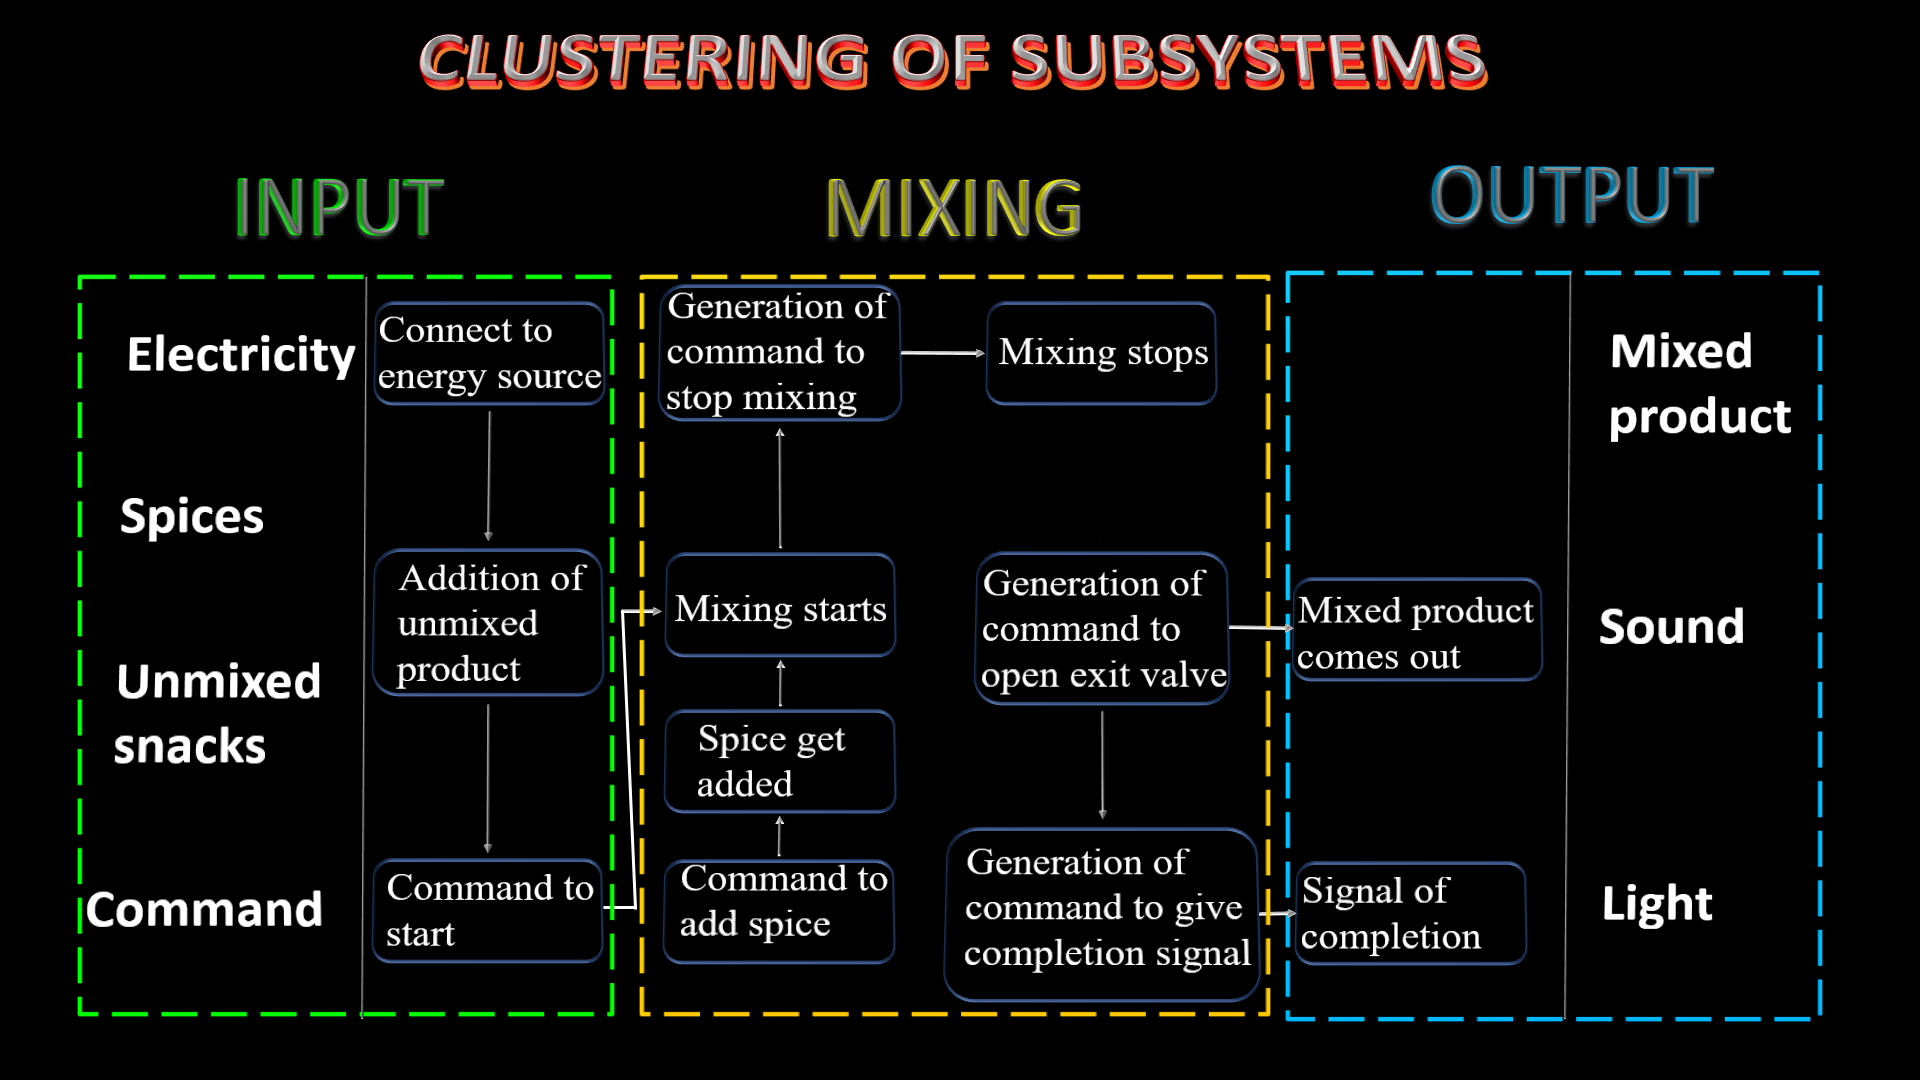 CLUSTERING OF SUBSYSTEMS
INPUT
MIXING
OUTPUT
Electricity
Spices
Unmixed
snacks
Command
Connect to
energy source
Addition of
unmixed
product
Command to
start
Generation of
command to
stop mixing
Mixing starts
Spice get
added
Command to
add spice
Mixing stops
Generation of
command to
open exit valve
Generation of
command to give
completion signal
Mixed product
comes out
Signal of
completion
Mixed
product
Sound
Light